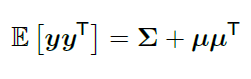 𝔼 [𝒚𝒚ᵀ] = 𝚺 + 𝝁𝝁ᵀ